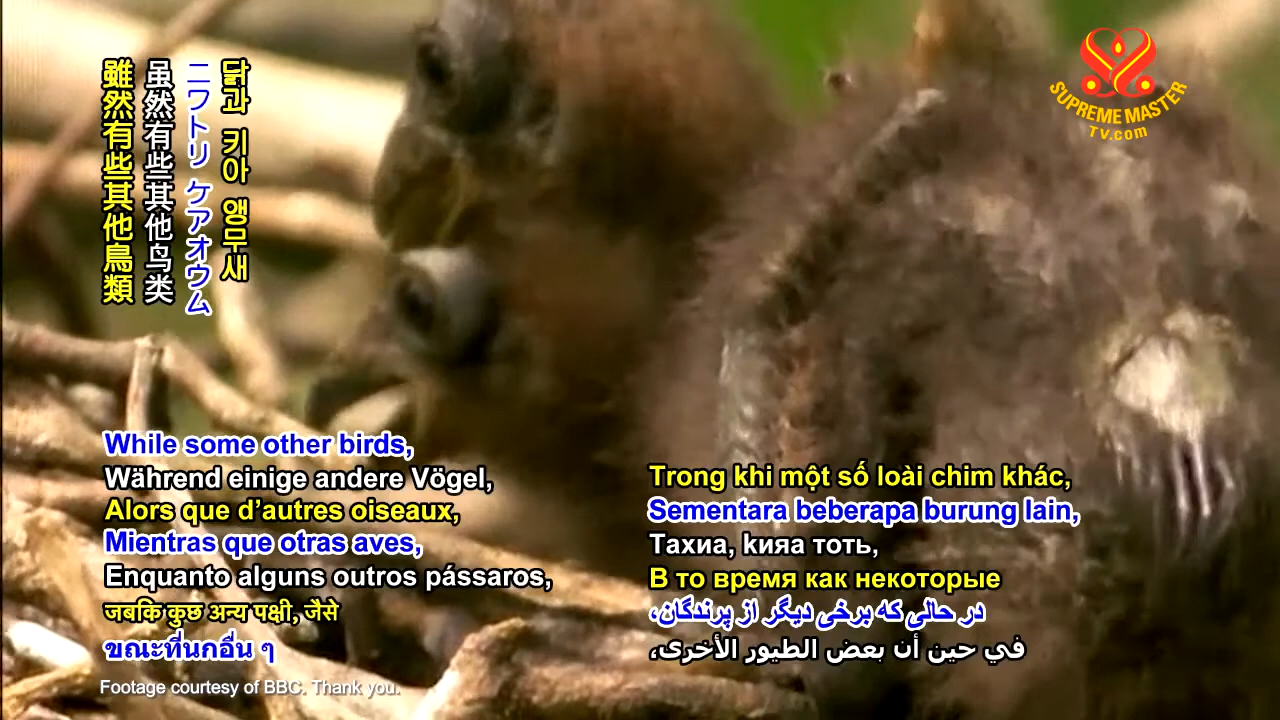 닭과 키아 앵무새
ニワトリ ケアオウム
虽然有些其他鸟类
雖然有些其他鳥類
SUPREME MASTER
TV.com
While some other birds,
Während einige andere Vögel,
Alors que d’autres oiseaux,
Mientras que otras aves,
Enquanto alguns outros pássaros,
जबकि कुछ अन्य पक्षी, जैसे
ขณะที่นกอื่น ๆ
Trong khi một số loài chim khác,
Sementara beberapa burung lain,
Тахиа, kияа тоть,
В то время как некоторые
در حالی که برخی دیگر از پرندگان،
في حين أن بعض الطيور الأخرى،
Footage courtesy of BBC. Thank you.